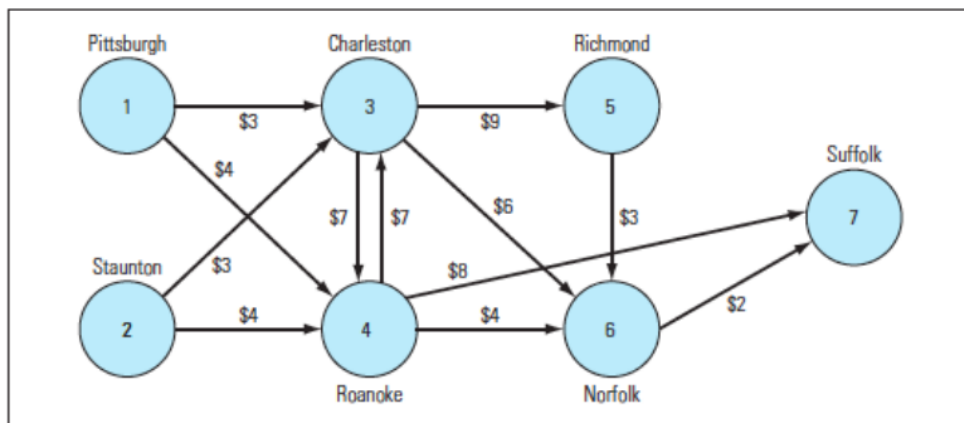 Pittsburgh Charleston Richmond
1 3 5
$3 $9
$4
Suffolk
$7 $7 $6 $3 7
Staunton $3 $8
$2
2 $4 4 $4 6
Roanoke Norfolk